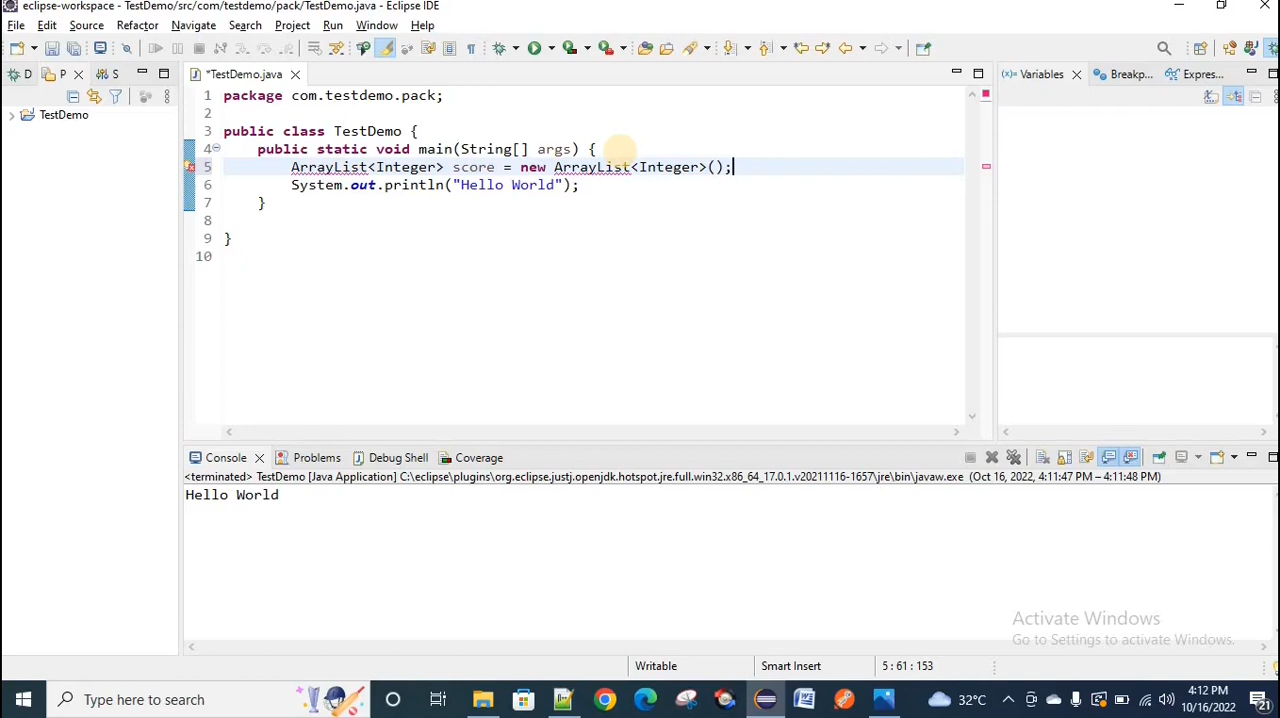 eclipse-workspace - TestDemo/src/com/testdemo/pack/TestDemo.java - Eclipse IDE
File Edit Source Refactor Navigate Search Project Run Window Help
D P S
*TestDemo.java
(x)= Variables Breakp... Expres...
TestDemo
1 package com.testdemo.pack;
2
3 public class TestDemo {
4 public static void main(String[] args) {
5 ArrayList<Integer> score = new ArrayList<Integer>();
6 System.out.println("Hello World");
7 }
8
9 }
10
Console Problems Debug Shell Coverage
<terminated> TestDemo [Java Application] C:\eclipse\plugins\org.eclipse.justj.openjdk.hotspot.jre.full.win32.x86_64_17.0.1.v20211116-1657\jre\bin\javaw.exe (Oct 16, 2022, 4:11:47 PM – 4:11:48 PM)
Hello World
Activate Windows
Go to Settings to activate Windows.
Writable Smart Insert 5 : 61 : 153
Type here to search
32°C
4:12 PM
10/16/2022
21